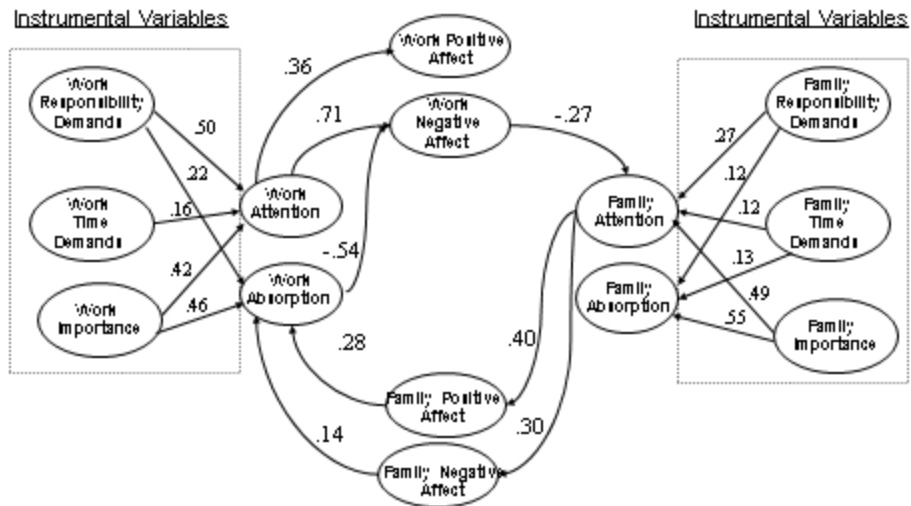 Instrumental Variables
Instrumental Variables
Work
Responsibility
Demands
Work
Time
Demands
Work
Importance
.50
.22
.16
.42
.46
Work
Attention
Work
Absorption
.36
.71
-.54
Work Positive
Affect
Work
Negative
Affect
-.27
Family
Attention
Family
Absorption
.28
.14
.40
.30
Family Positive
Affect
Family Negative
Affect
.27
.12
.12
.13
.49
.55
Family
Responsibility
Demands
Family
Time
Demands
Family
Importance